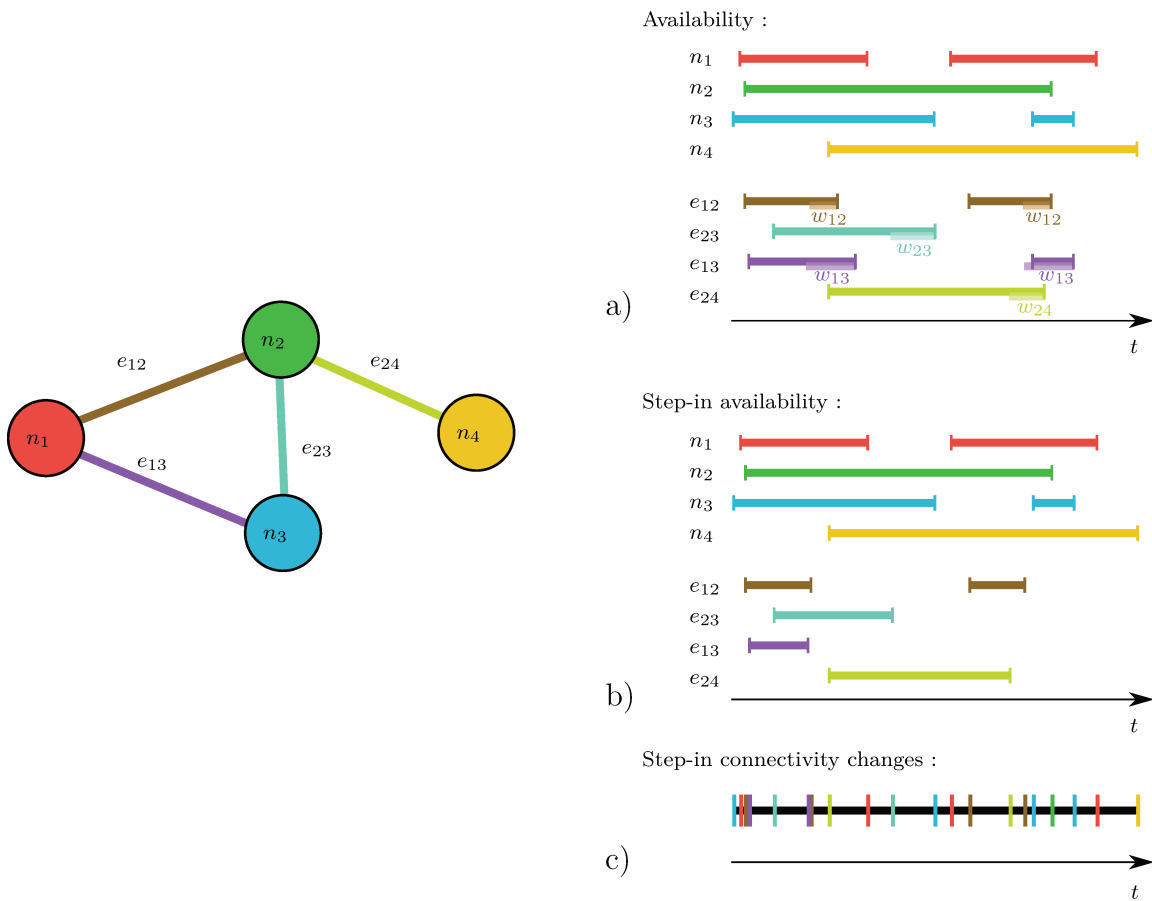 n₂
e₁₂
e₂₄
n₁
n₄
e₁₃
e₂₃
n₃
Availability :
n₁
n₂
n₃
n₄
e₁₂
w₁₂ w₁₂
e₂₃
w₂₃
e₁₃
w₁₃ w₁₃
e₂₄
w₂₄
a)
t
Step-in availability :
n₁
n₂
n₃
n₄
e₁₂
e₂₃
e₁₃
e₂₄
b)
t
Step-in connectivity changes :
c)
t